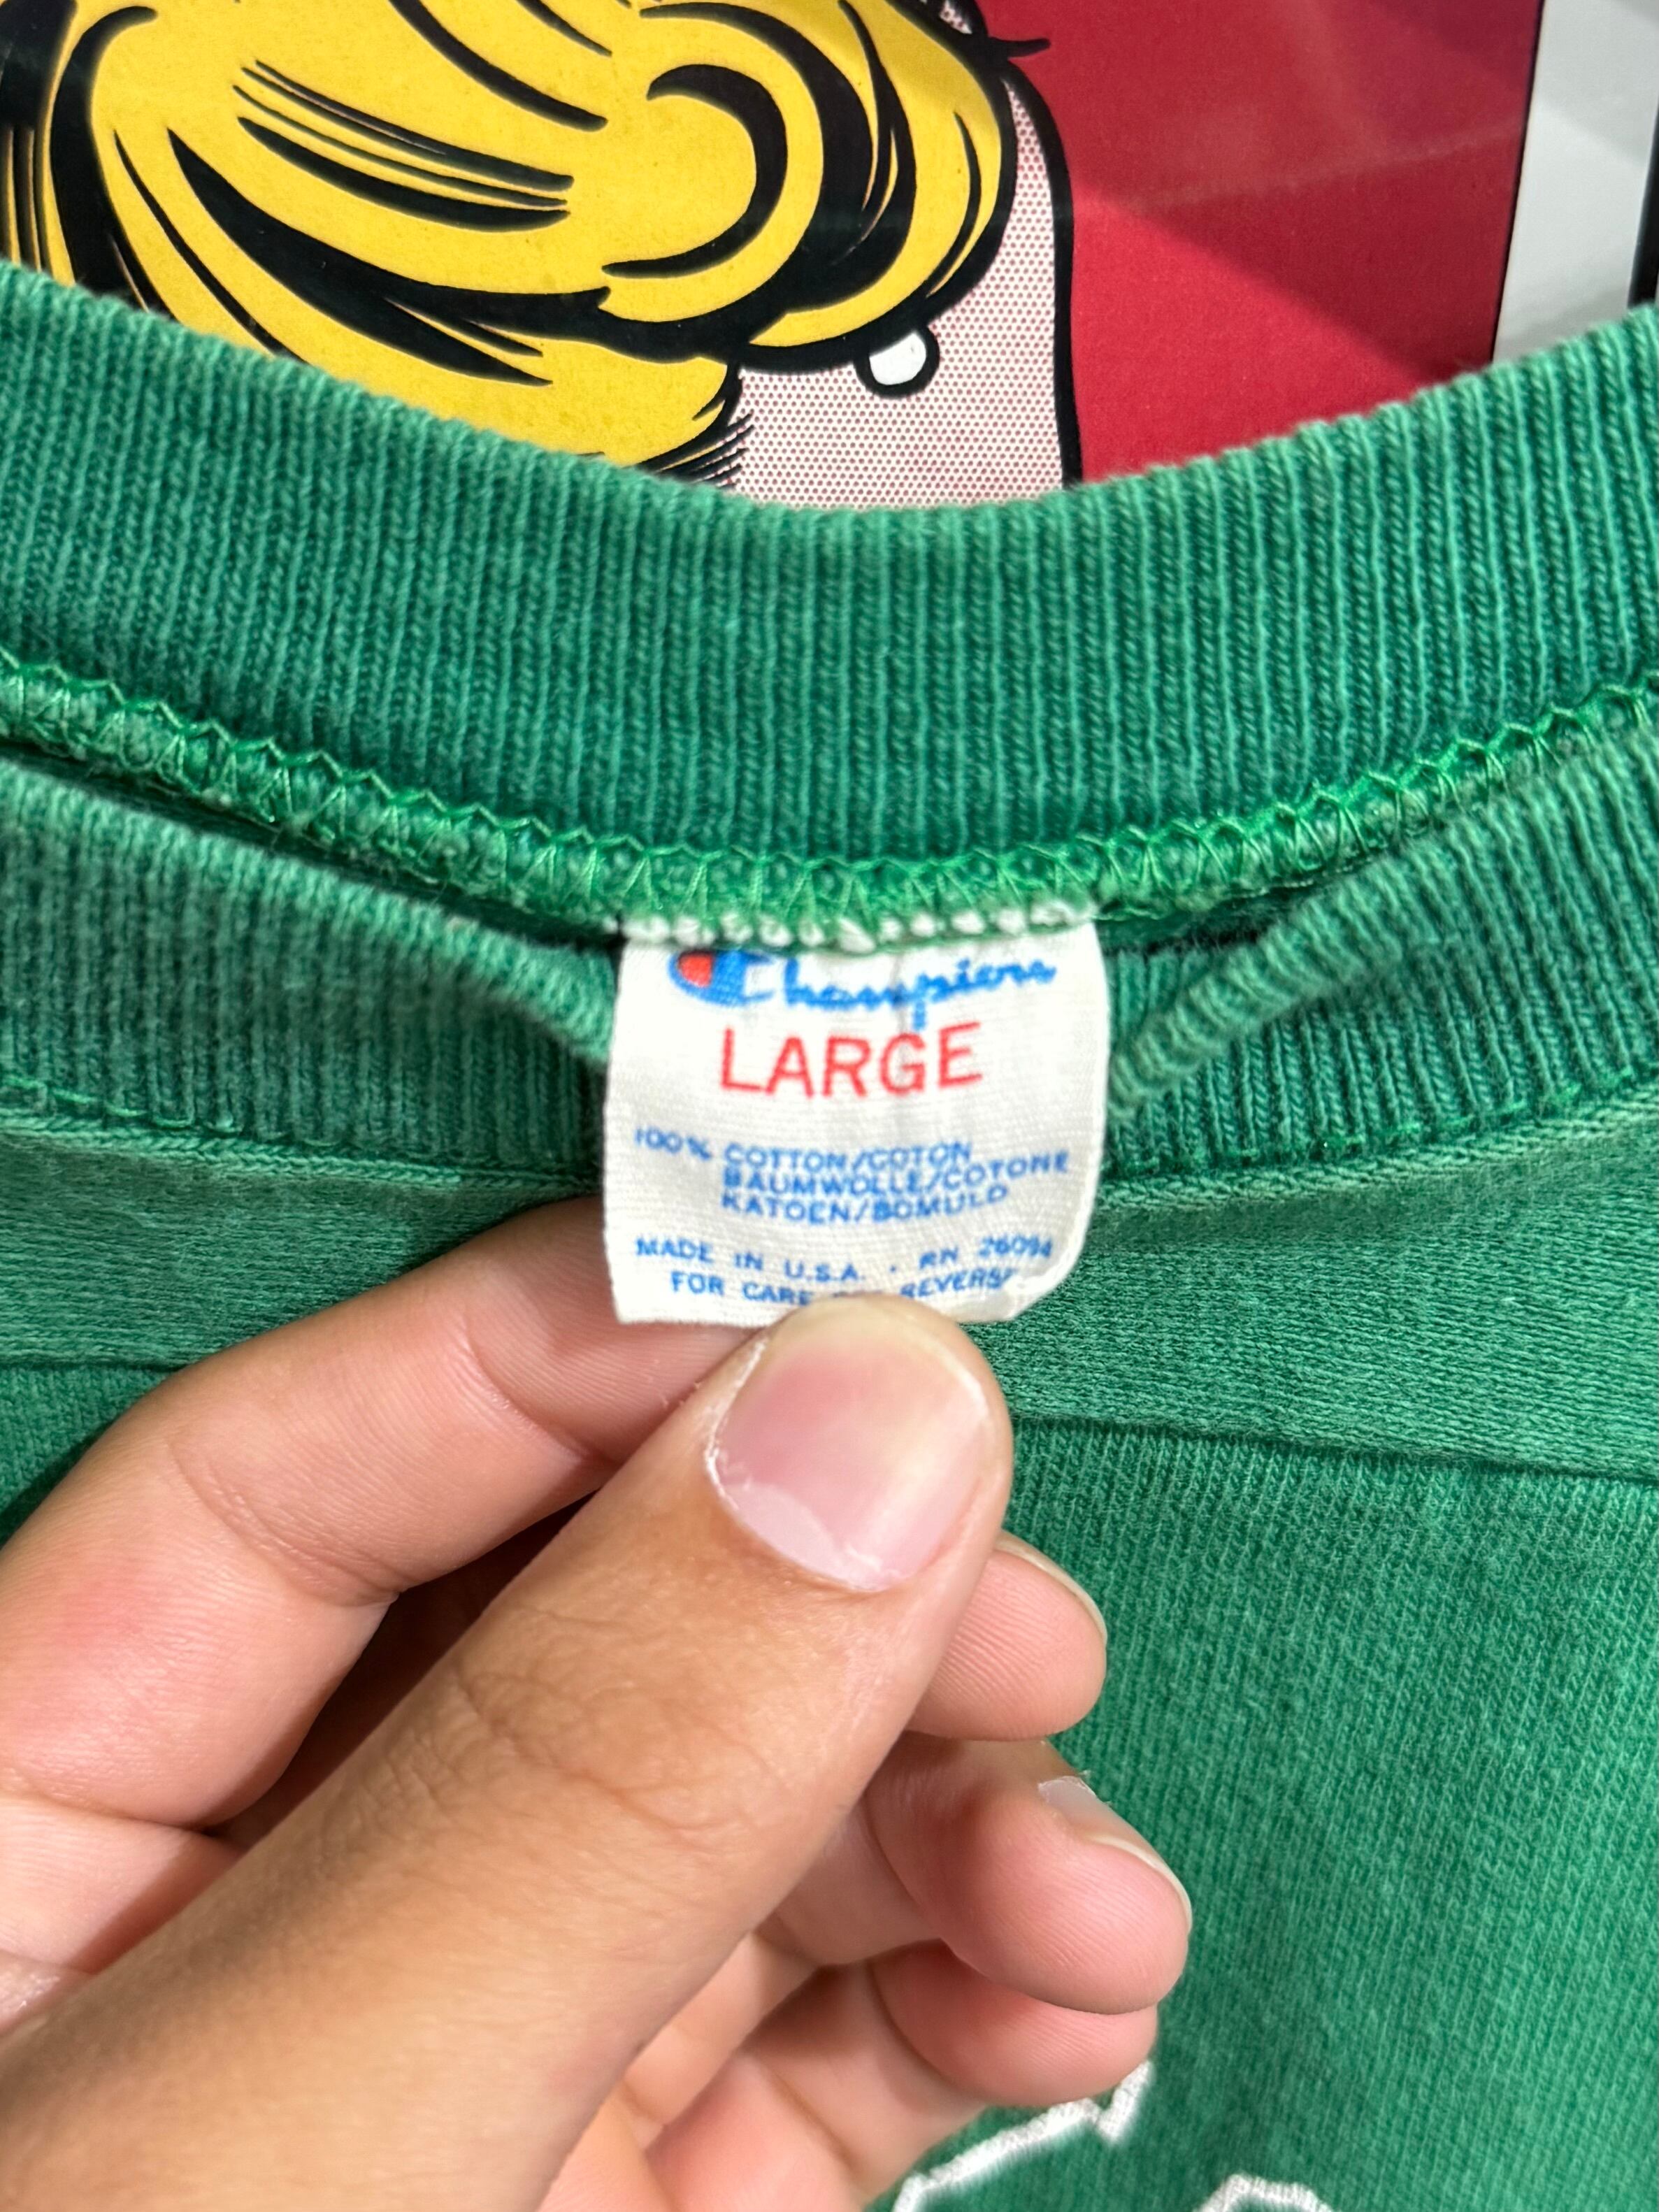 Champion
LARGE
100% COTTON/COTON
BAUMWOLLE/COTONE
KATOEN/BOMULD
MADE IN U.S.A. · RN 26094
FOR CARE REVERSE